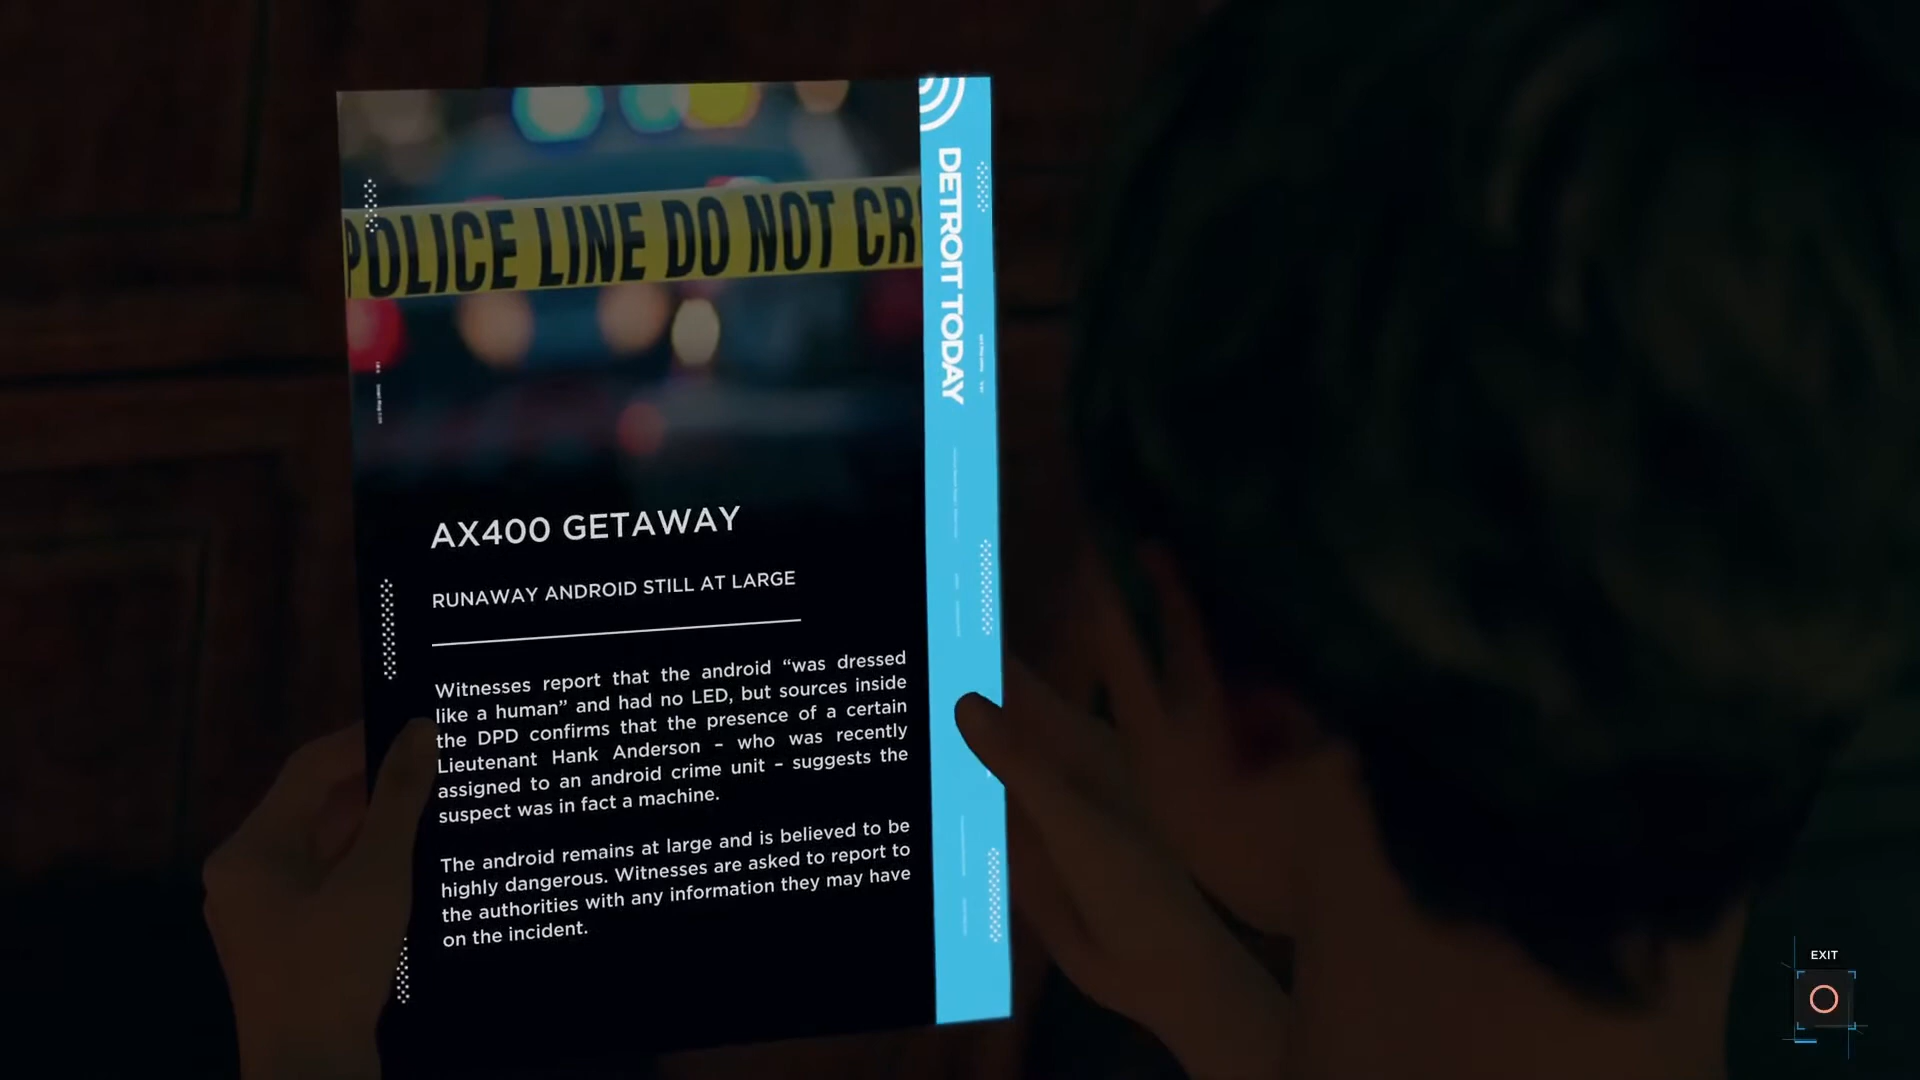 POLICE LINE DO NOT CR
DETROIT TODAY
AX400 GETAWAY
RUNAWAY ANDROID STILL AT LARGE
Witnesses report that the android “was dressed
like a human” and had no LED, but sources inside
the DPD confirms that the presence of a certain
Lieutenant Hank Anderson – who was recently
assigned to an android crime unit – suggests the
suspect was in fact a machine.
The android remains at large and is believed to be
highly dangerous. Witnesses are asked to report to
the authorities with any information they may have
on the incident.
EXIT